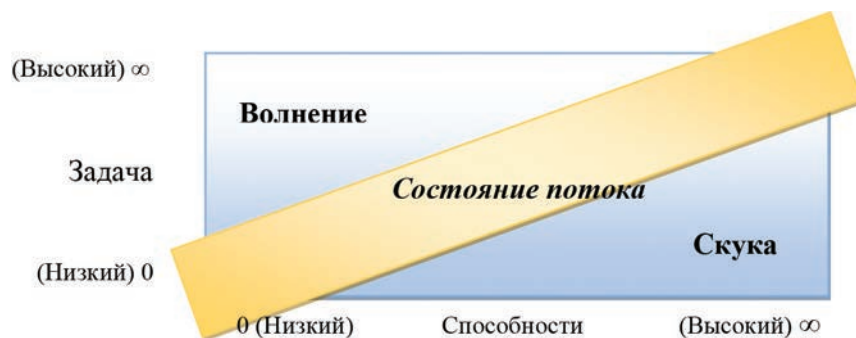 (Высокий) ∞
Волнение
Задача
Состояние потока
Скука
(Низкий) 0
0 (Низкий) Способности (Высокий) ∞